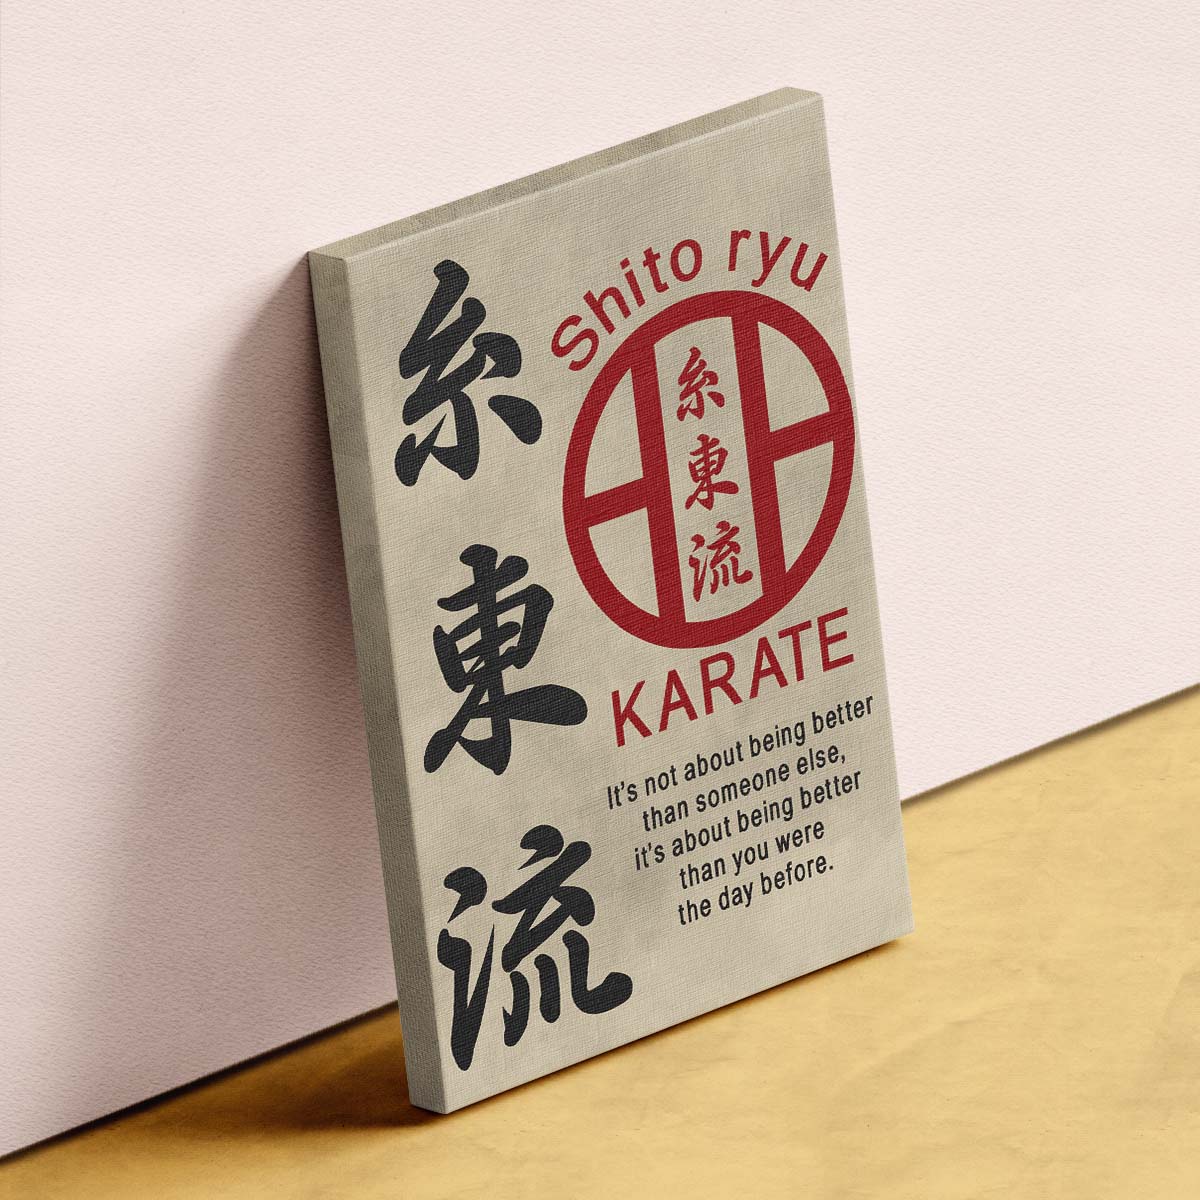 糸東流
Shito ryu
糸東流
KARATE
It's not about being better
than someone else,
it's about being better
than you were
the day before.